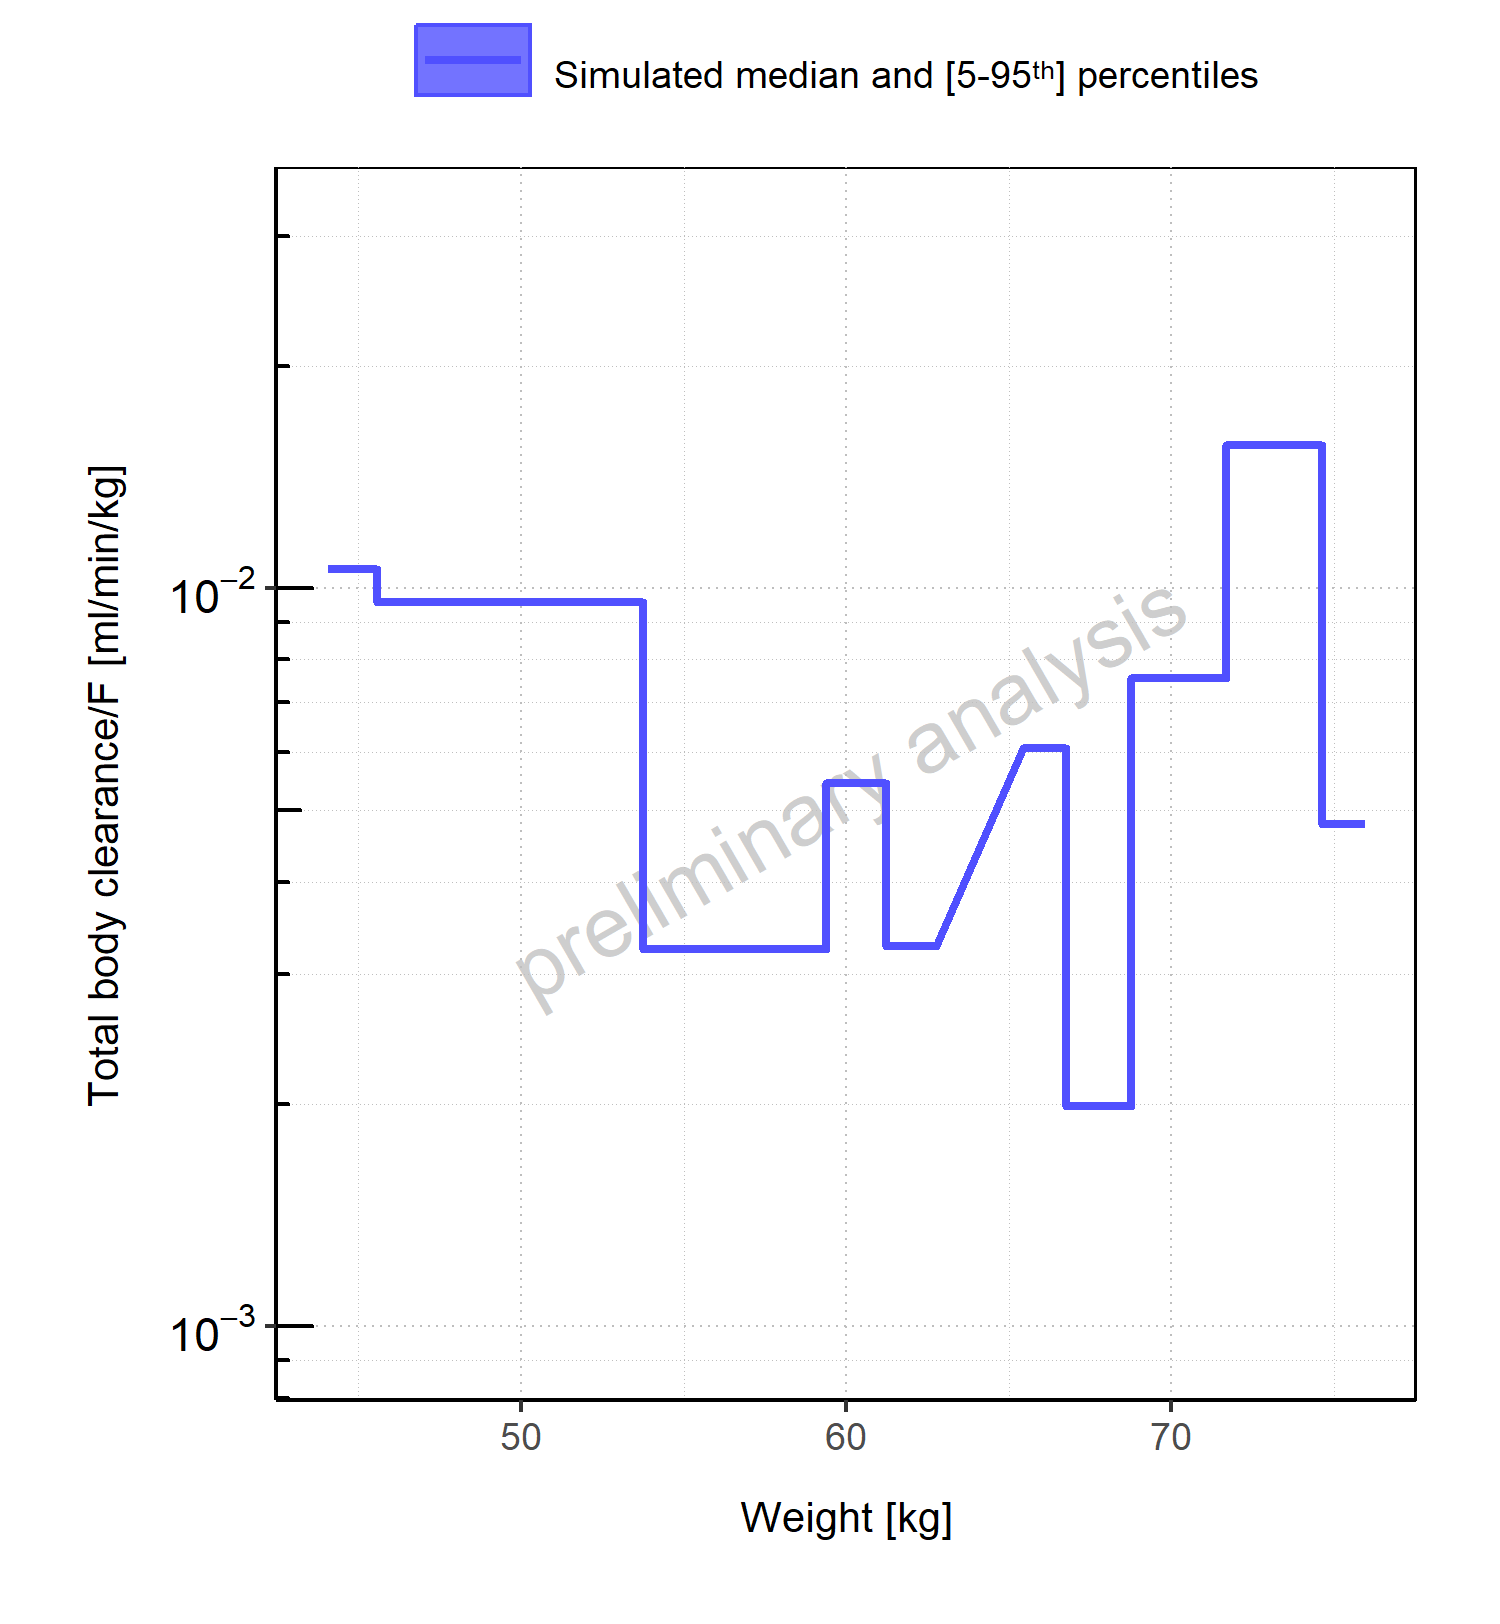 Simulated median and [5-95th] percentiles
Total body clearance/F [ml/min/kg]
10−2
10−3
preliminary analysis
50 60 70
Weight [kg]